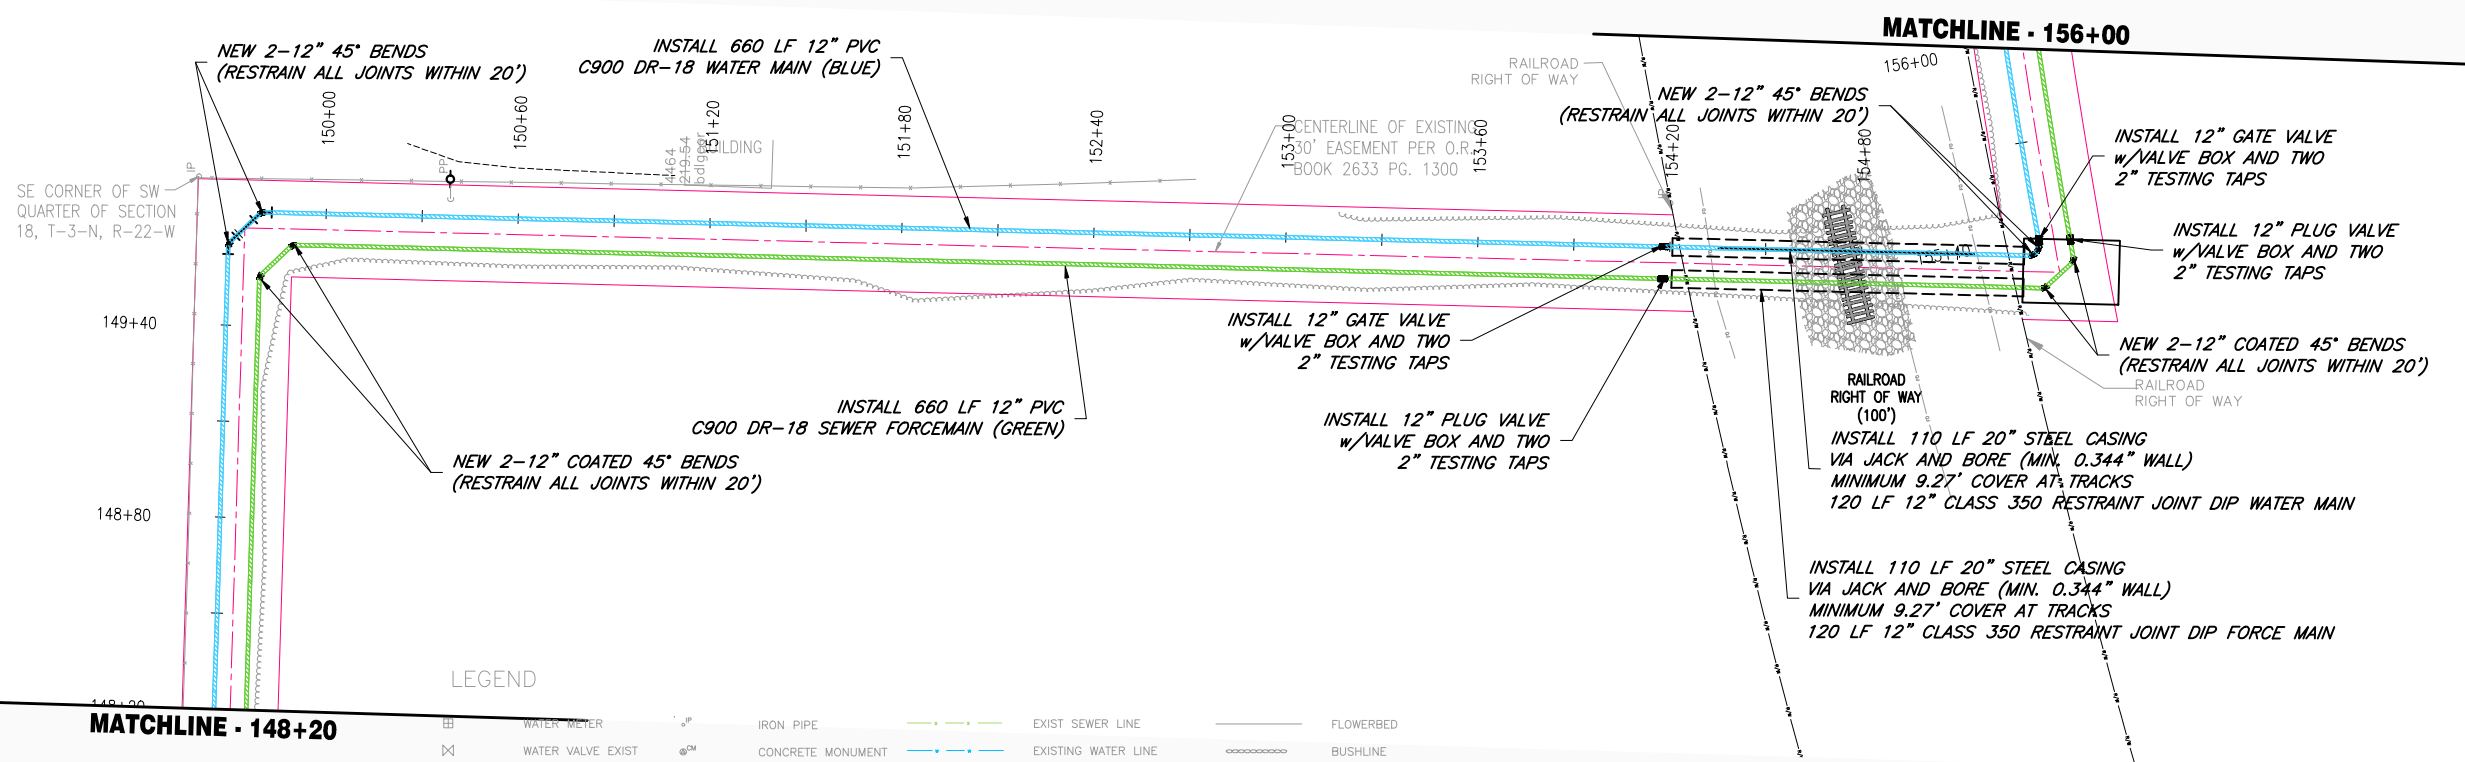 MATCHLINE - 156+00
NEW 2-12" 45° BENDS
(RESTRAIN ALL JOINTS WITHIN 20')
INSTALL 660 LF 12" PVC
C900 DR-18 WATER MAIN (BLUE)
RAILROAD
RIGHT OF WAY
156+00
NEW 2-12" 45° BENDS
(RESTRAIN ALL JOINTS WITHIN 20')
150+00
150+60
151+20
151+80
152+40
153+00
153+60
154+20
154+80
155+40
4464
219.54
bdlgcor
BUILDING
CENTERLINE OF EXISTING
30' EASEMENT PER O.R.
BOOK 2633 PG. 1300
INSTALL 12" GATE VALVE
w/VALVE BOX AND TWO
2" TESTING TAPS
IP
PP
SE CORNER OF SW
QUARTER OF SECTION
18, T-3-N, R-22-W
INSTALL 12" PLUG VALVE
w/VALVE BOX AND TWO
2" TESTING TAPS
149+40
INSTALL 12" GATE VALVE
w/VALVE BOX AND TWO
2" TESTING TAPS
NEW 2-12" COATED 45° BENDS
(RESTRAIN ALL JOINTS WITHIN 20')
RAILROAD
RIGHT OF WAY
RAILROAD
RIGHT OF WAY
(100')
INSTALL 660 LF 12" PVC
C900 DR-18 SEWER FORCEMAIN (GREEN)
INSTALL 12" PLUG VALVE
w/VALVE BOX AND TWO
2" TESTING TAPS
INSTALL 110 LF 20" STEEL CASING
VIA JACK AND BORE (MIN. 0.344" WALL)
MINIMUM 9.27' COVER AT TRACKS
120 LF 12" CLASS 350 RESTRAINT JOINT DIP WATER MAIN
NEW 2-12" COATED 45° BENDS
(RESTRAIN ALL JOINTS WITHIN 20')
148+80
INSTALL 110 LF 20" STEEL CASING
VIA JACK AND BORE (MIN. 0.344" WALL)
MINIMUM 9.27' COVER AT TRACKS
120 LF 12" CLASS 350 RESTRAINT JOINT DIP FORCE MAIN
148+20
MATCHLINE - 148+20
LEGEND
WATER METER
IP
IRON PIPE
EXIST SEWER LINE
FLOWERBED
WATER VALVE EXIST
CM
CONCRETE MONUMENT
EXISTING WATER LINE
BUSHLINE